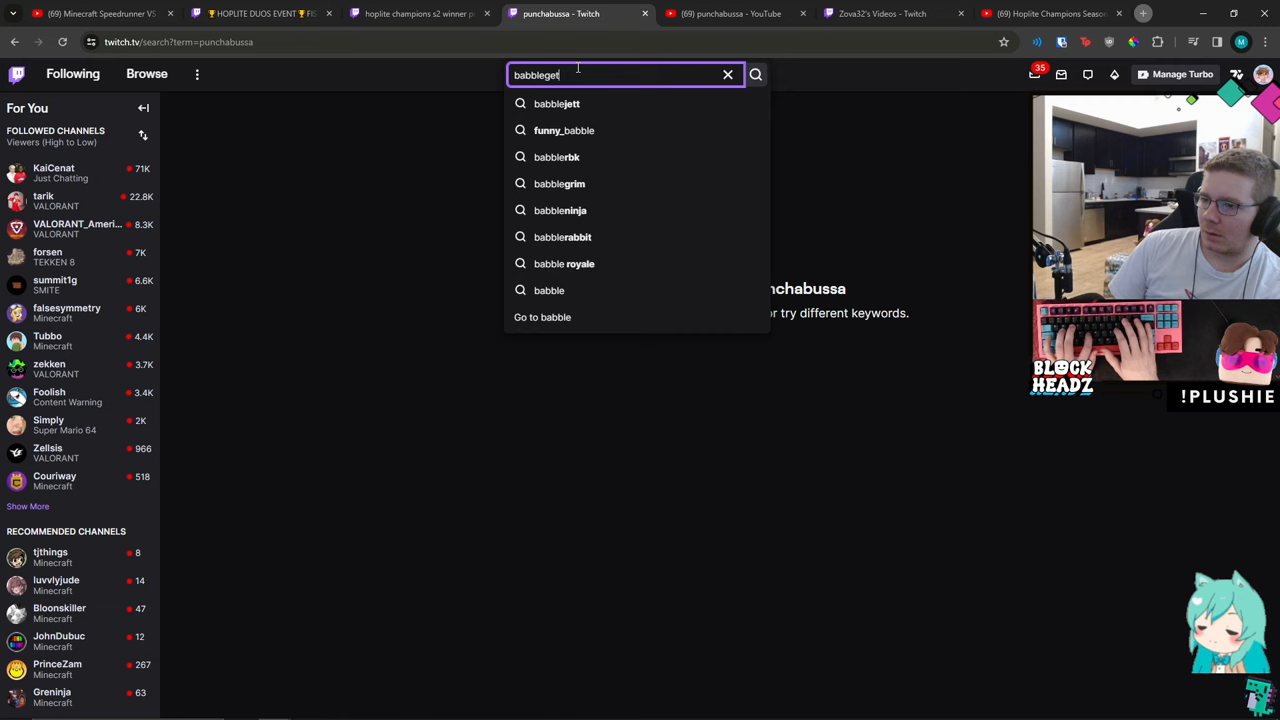 (69) Minecraft Speedrunner VS
🏆 HOPLITE DUOS EVENT 🏆 FIS
hoplite champions s2 winner p
punchabussa - Twitch
(69) punchabussa - YouTube
Zova32's Videos - Twitch
(69) Hoplite Champions Seaso
twitch.tv/search?term=punchabussa
Following
Browse
babbleget
35
Manage Turbo
For You
FOLLOWED CHANNELS
Viewers (High to Low)
KaiCenat 71K
Just Chatting
tarik 22.8K
VALORANT
VALORANT_Ameri... 8.3K
VALORANT
forsen 7K
TEKKEN 8
summit1g 6.6K
SMITE
falsesymmetry 6K
Minecraft
Tubbo 4.4K
Minecraft
zekken 3.7K
VALORANT
Foolish 3.4K
Content Warning
Simply 2K
Super Mario 64
Zellsis 966
VALORANT
Couriway 518
Minecraft
Show More
RECOMMENDED CHANNELS
tjthings 8
Minecraft
luvvlyjude 14
Minecraft
Bloonskiller 47
Minecraft
JohnDubuc 12
Minecraft
PrinceZam 267
Minecraft
Greninja 63
Minecraft
babblejett
funny_babble
babblerbk
babblegrim
babbleninja
babblerabbit
babble royale
babble
Go to babble
nchabussa
or try different keywords.
BLOCK
HEADZ
!PLUSHIE